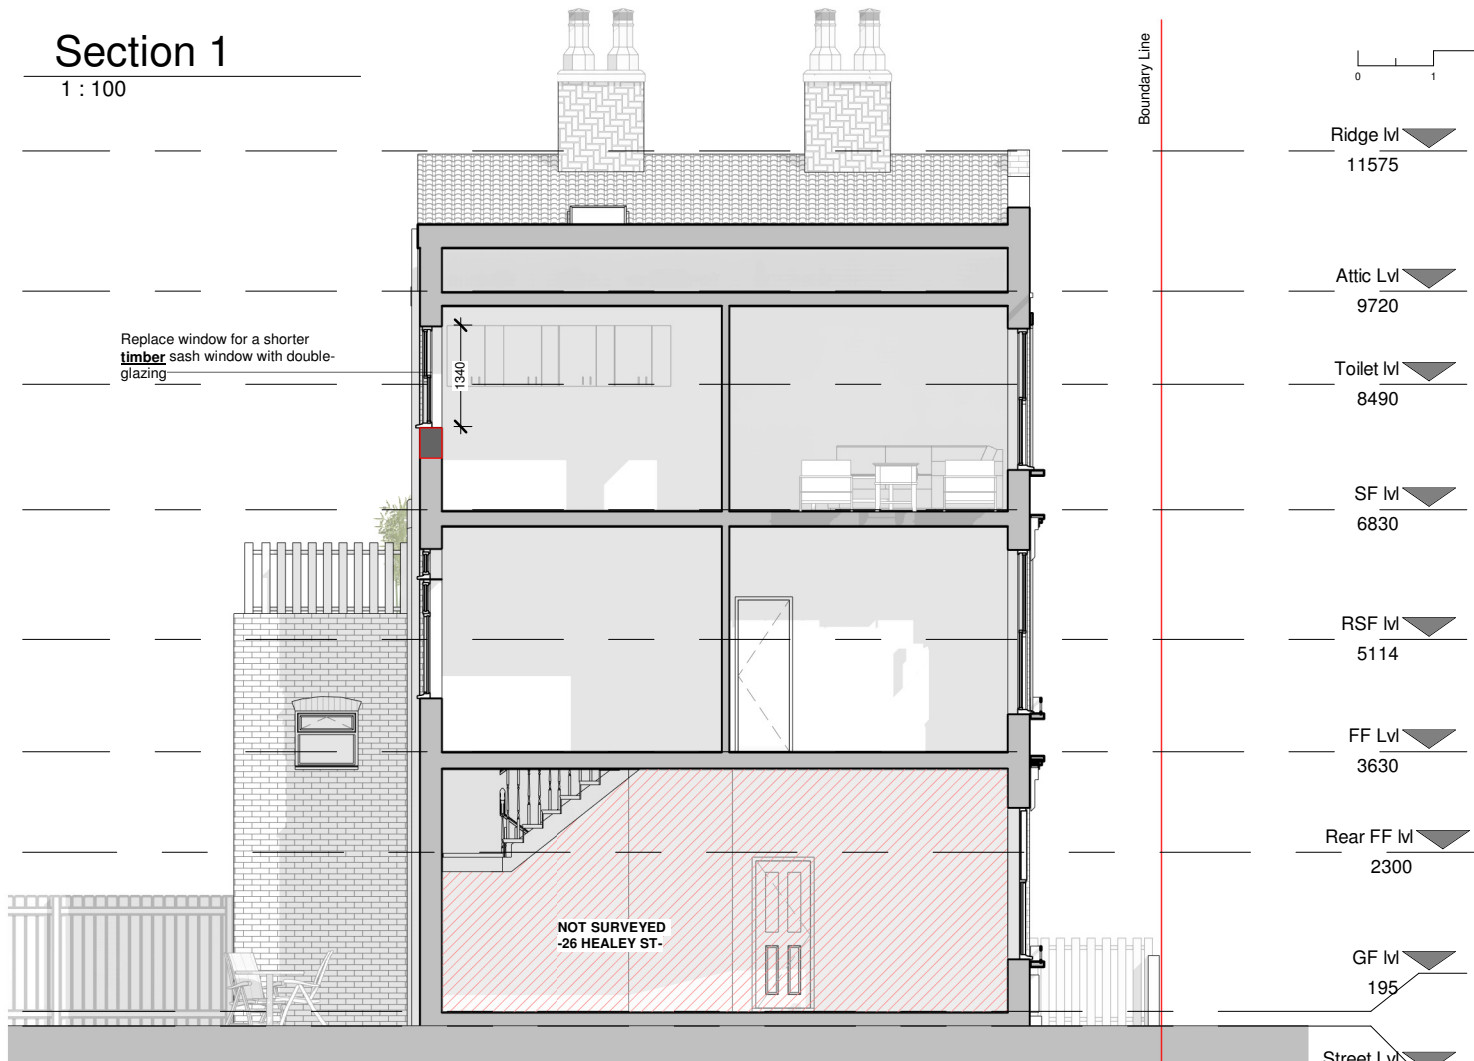 Section 1
1 : 100
Boundary Line
0 1
Ridge lvl
11575
Attic Lvl
9720
Replace window for a shorter
timber sash window with double-
glazing
1340
Toilet lvl
8490
SF lvl
6830
RSF lvl
5114
FF Lvl
3630
Rear FF lvl
2300
NOT SURVEYED
-26 HEALEY ST-
GF lvl
195
Street Lvl